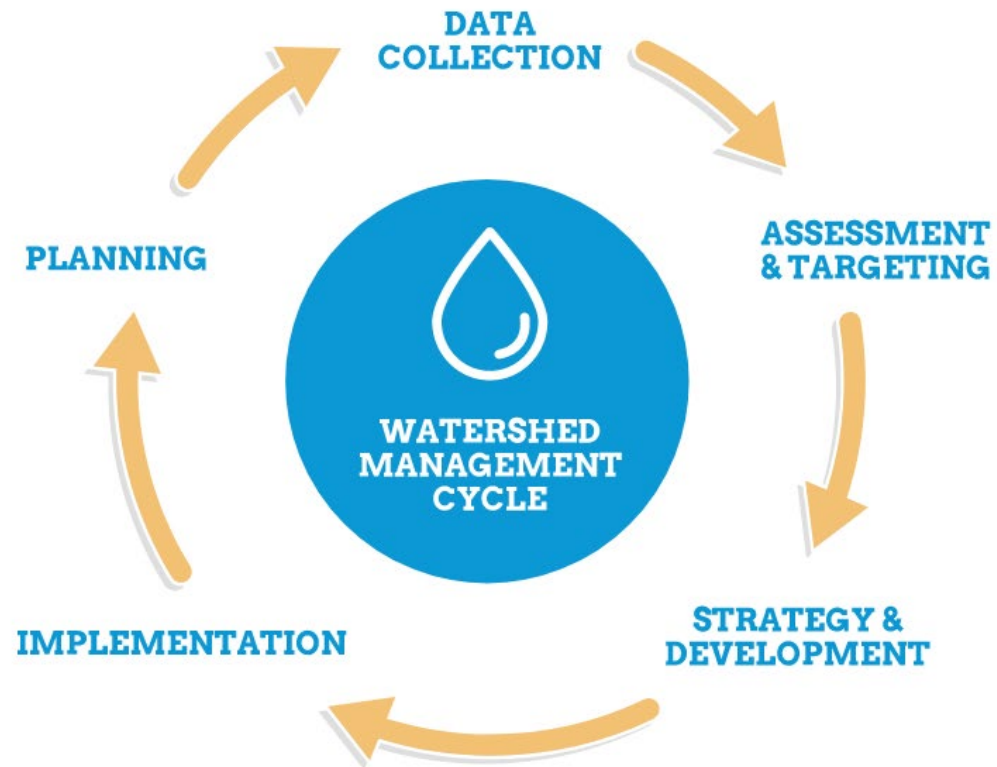 DATA
COLLECTION
ASSESSMENT
& TARGETING
STRATEGY &
DEVELOPMENT
IMPLEMENTATION
PLANNING
WATERSHED
MANAGEMENT
CYCLE